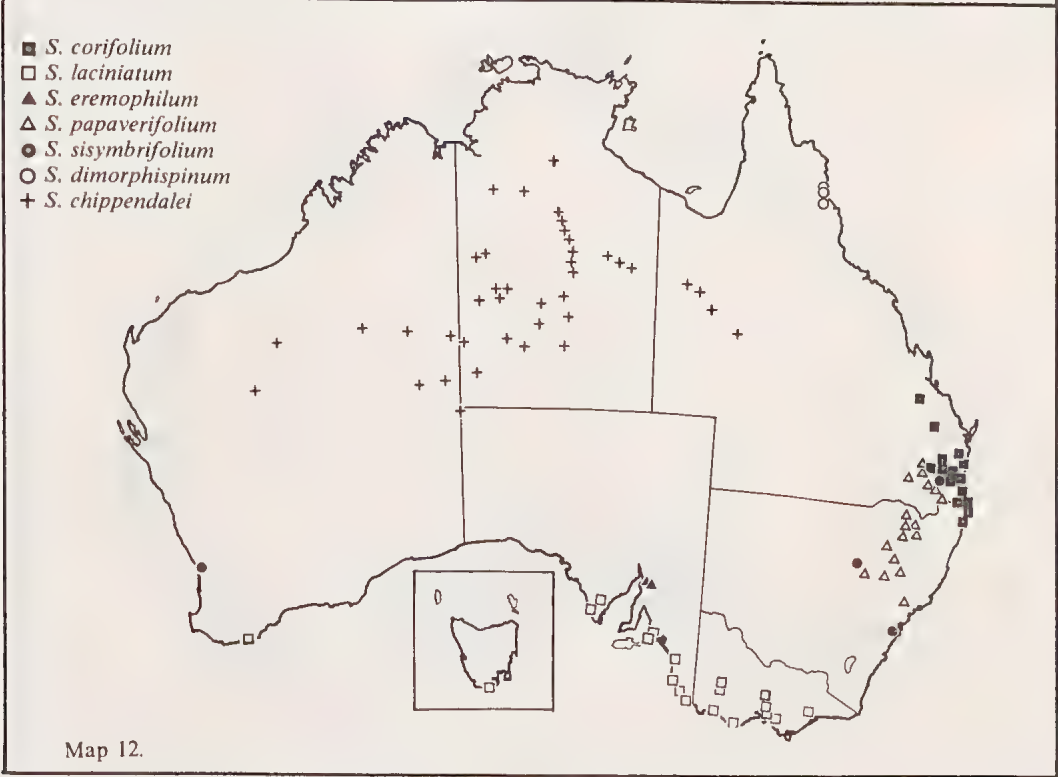 S. corifolium
S. laciniatum
S. eremophilum
S. papaverifolium
S. sisymbrifolium
S. dimorphispinum
S. chippendalei
Map 12.